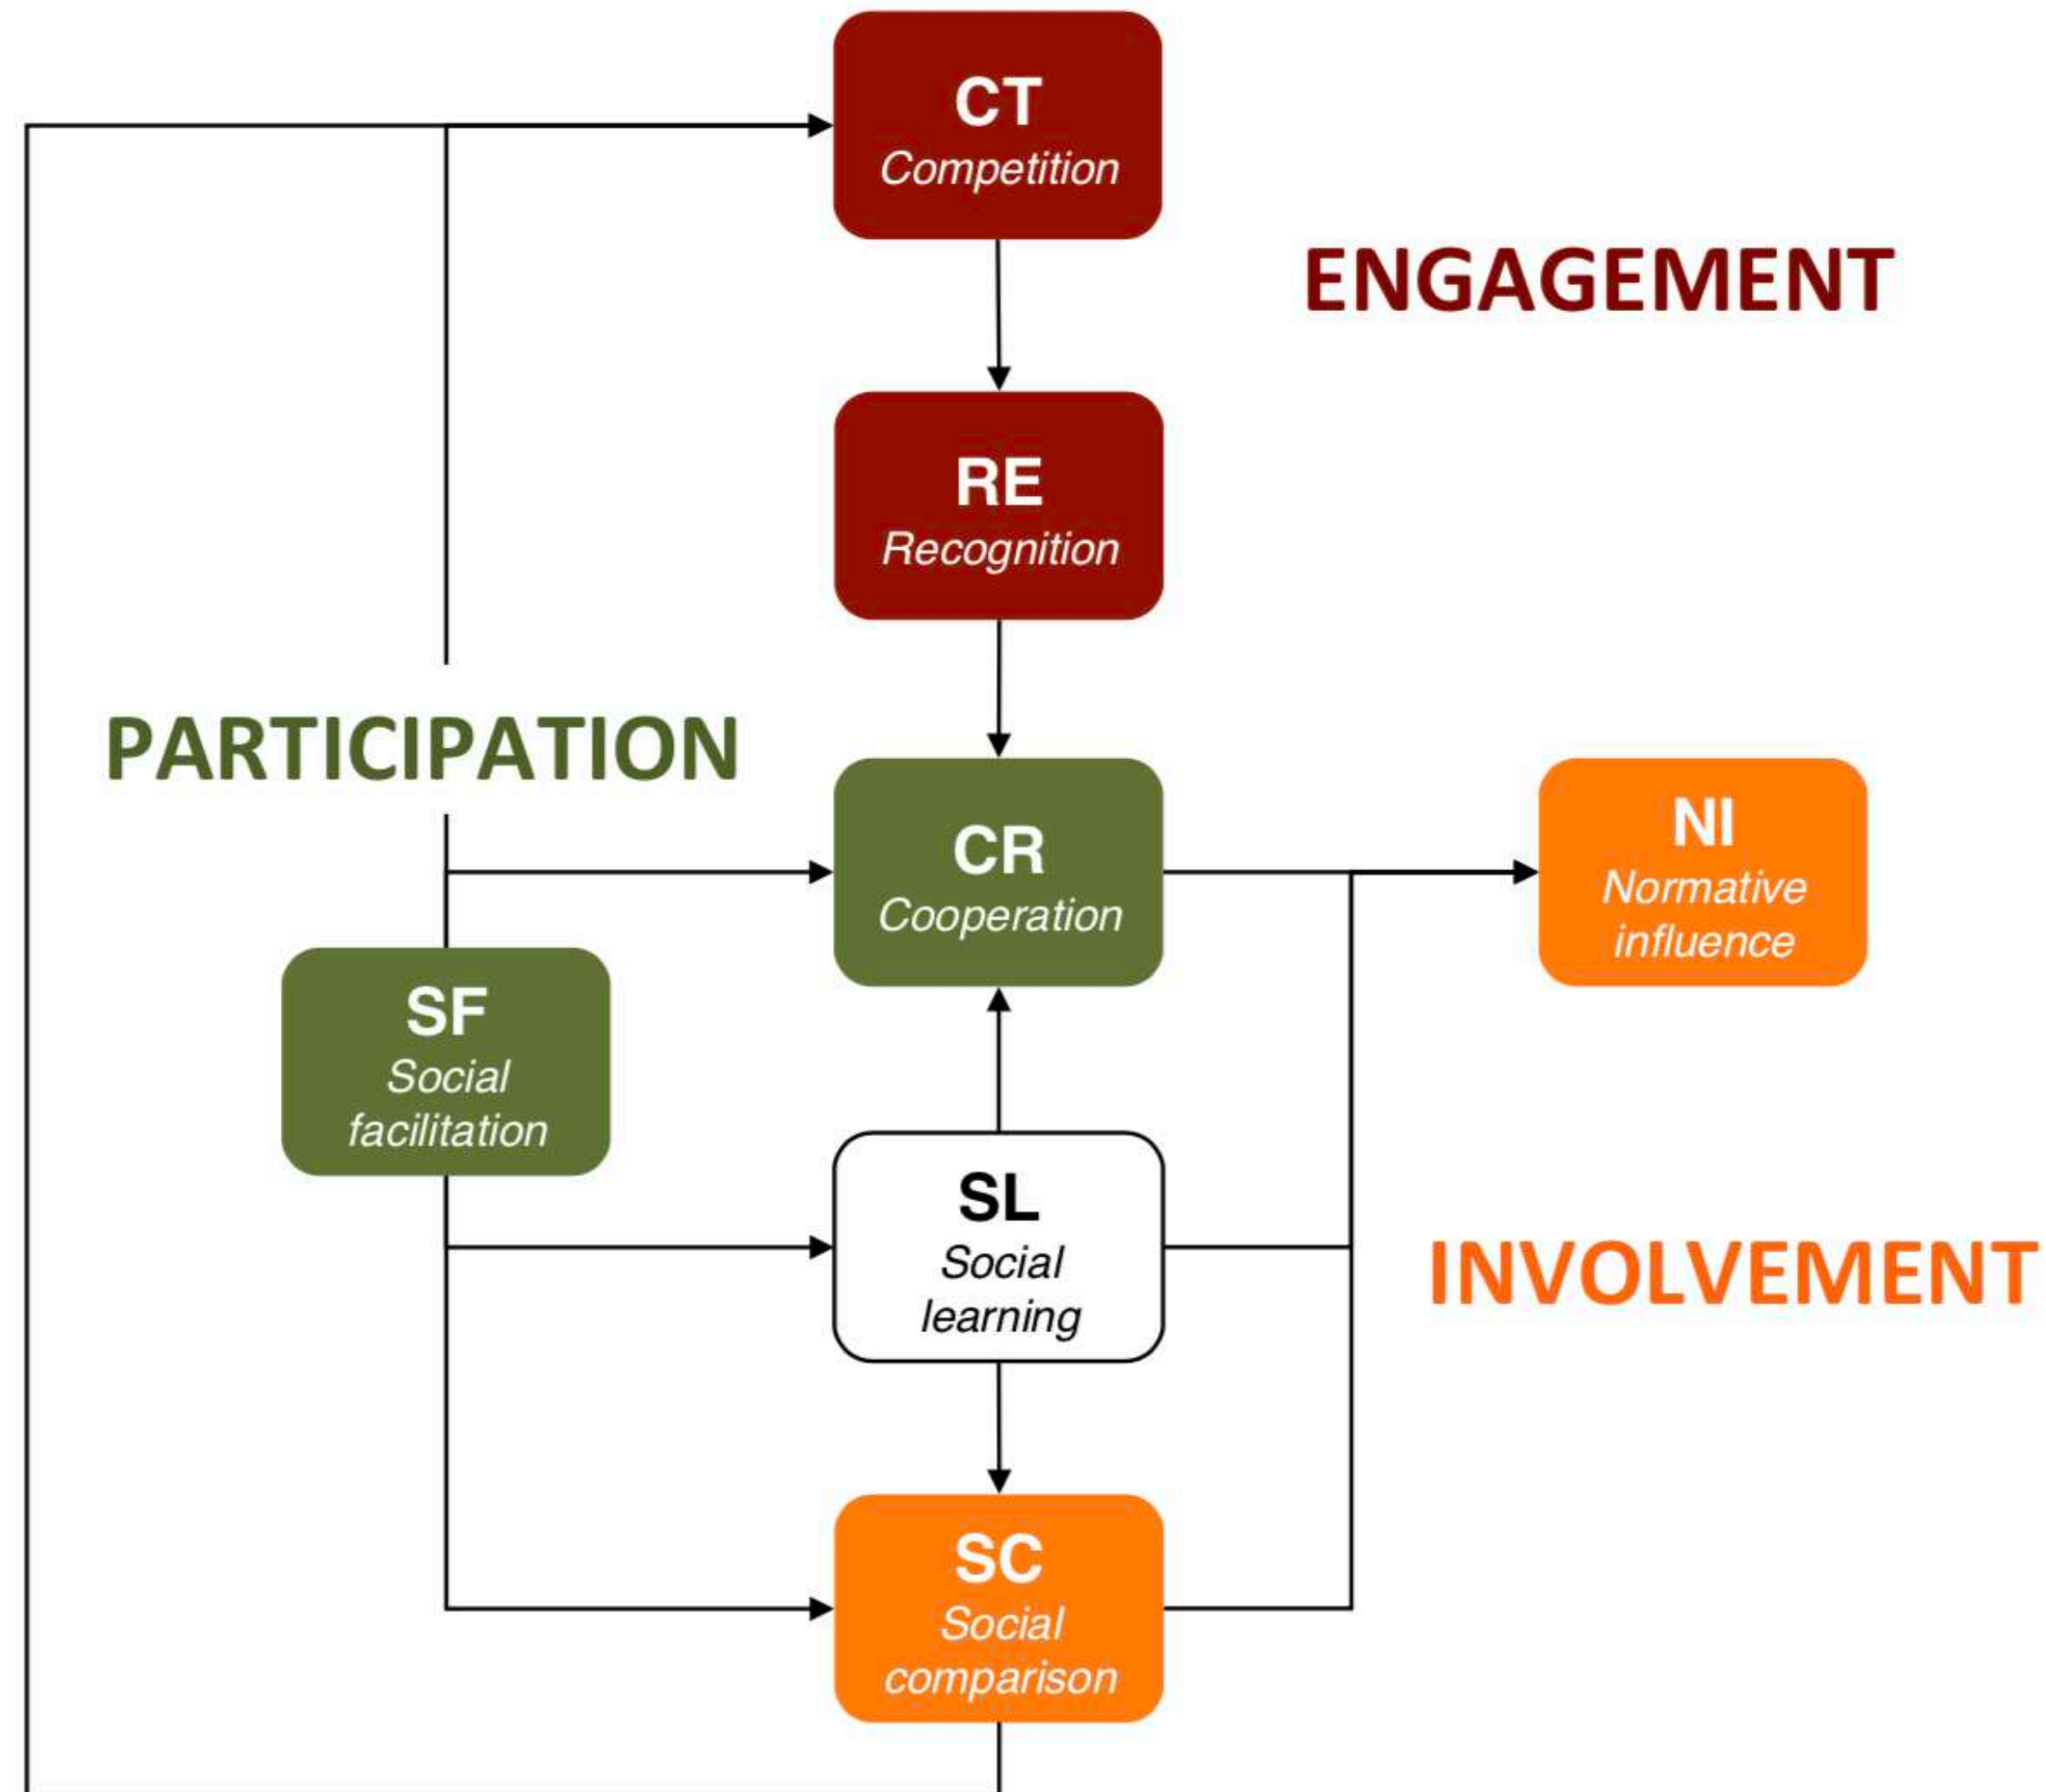 CT
Competition
ENGAGEMENT
RE
Recognition
PARTICIPATION
CR
Cooperation
NI
Normative
influence
SF
Social
facilitation
SL
Social
learning
INVOLVEMENT
SC
Social
comparison